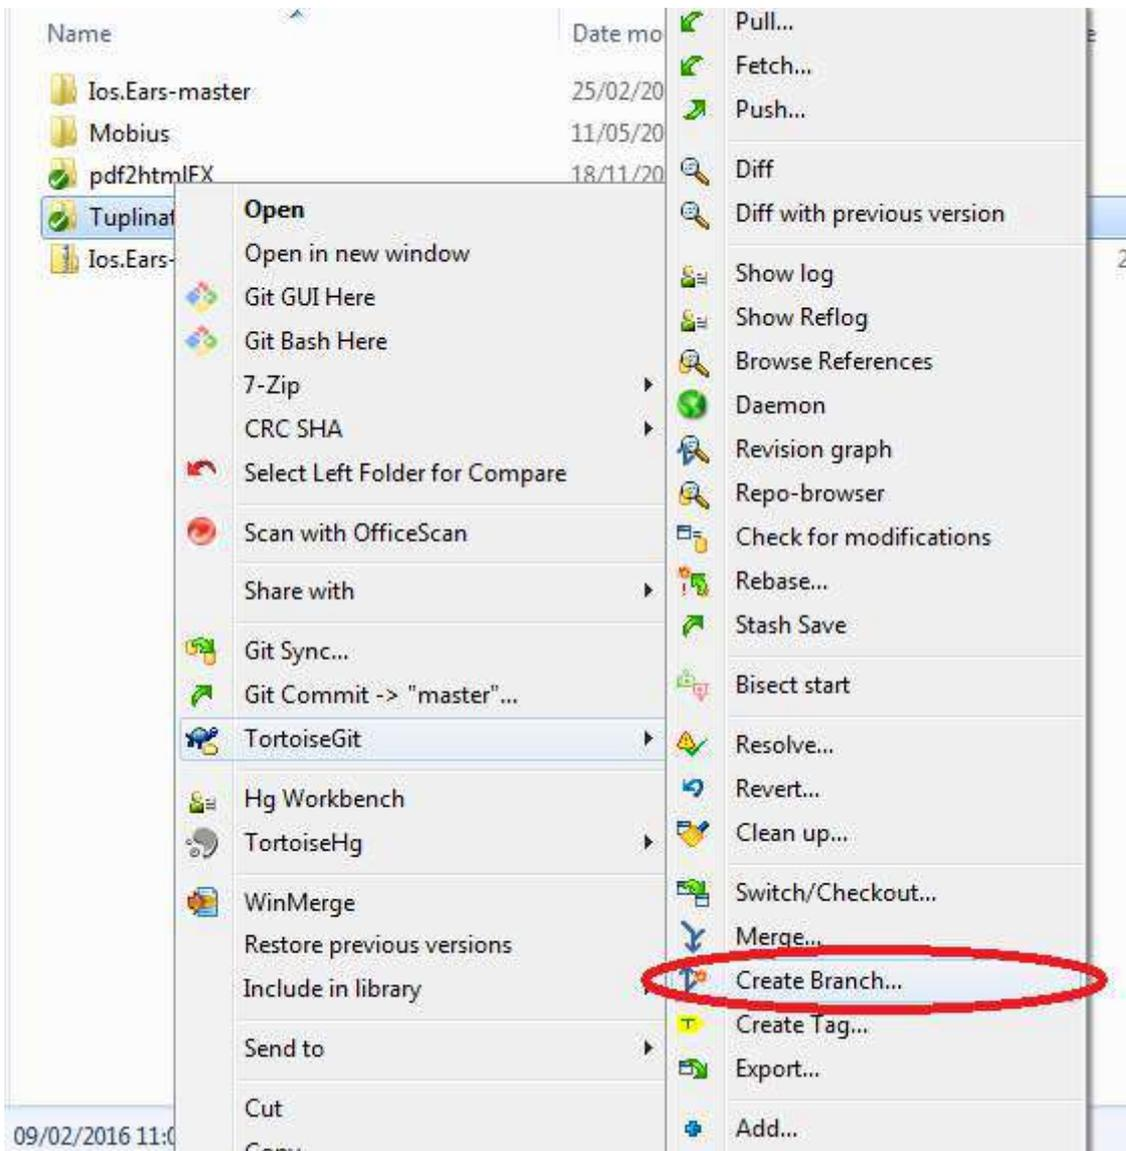 Name
Date mo
Ios.Ears-master
25/02/20
Mobius
11/05/20
pdf2htmlEX
18/11/20
Tuplinat
Ios.Ears-
2
Open
Open in new window
Git GUI Here
Git Bash Here
7-Zip
CRC SHA
Select Left Folder for Compare
Scan with OfficeScan
Share with
Git Sync...
Git Commit -> "master"...
TortoiseGit
Hg Workbench
TortoiseHg
WinMerge
Restore previous versions
Include in library
Send to
Cut
Copy
Pull...
Fetch...
Push...
Diff
Diff with previous version
Show log
Show Reflog
Browse References
Daemon
Revision graph
Repo-browser
Check for modifications
Rebase...
Stash Save
Bisect start
Resolve...
Revert...
Clean up...
Switch/Checkout...
Merge...
Create Branch...
Create Tag...
Export...
Add...
09/02/2016 11:0